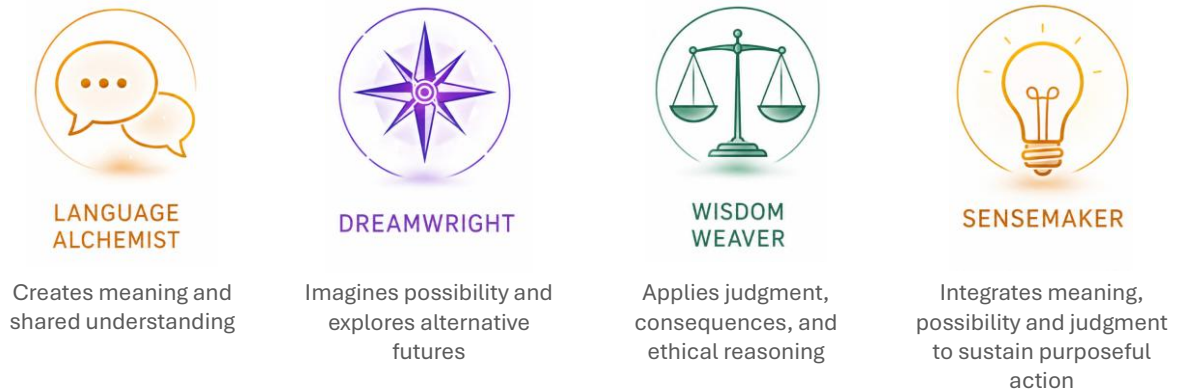 LANGUAGE
ALCHEMIST
Creates meaning and
shared understanding
DREAMWRIGHT
Imagines possibility and
explores alternative
futures
WISDOM
WEAVER
Applies judgment,
consequences, and
ethical reasoning
SENSEMAKER
Integrates meaning,
possibility and judgment
to sustain purposeful
action